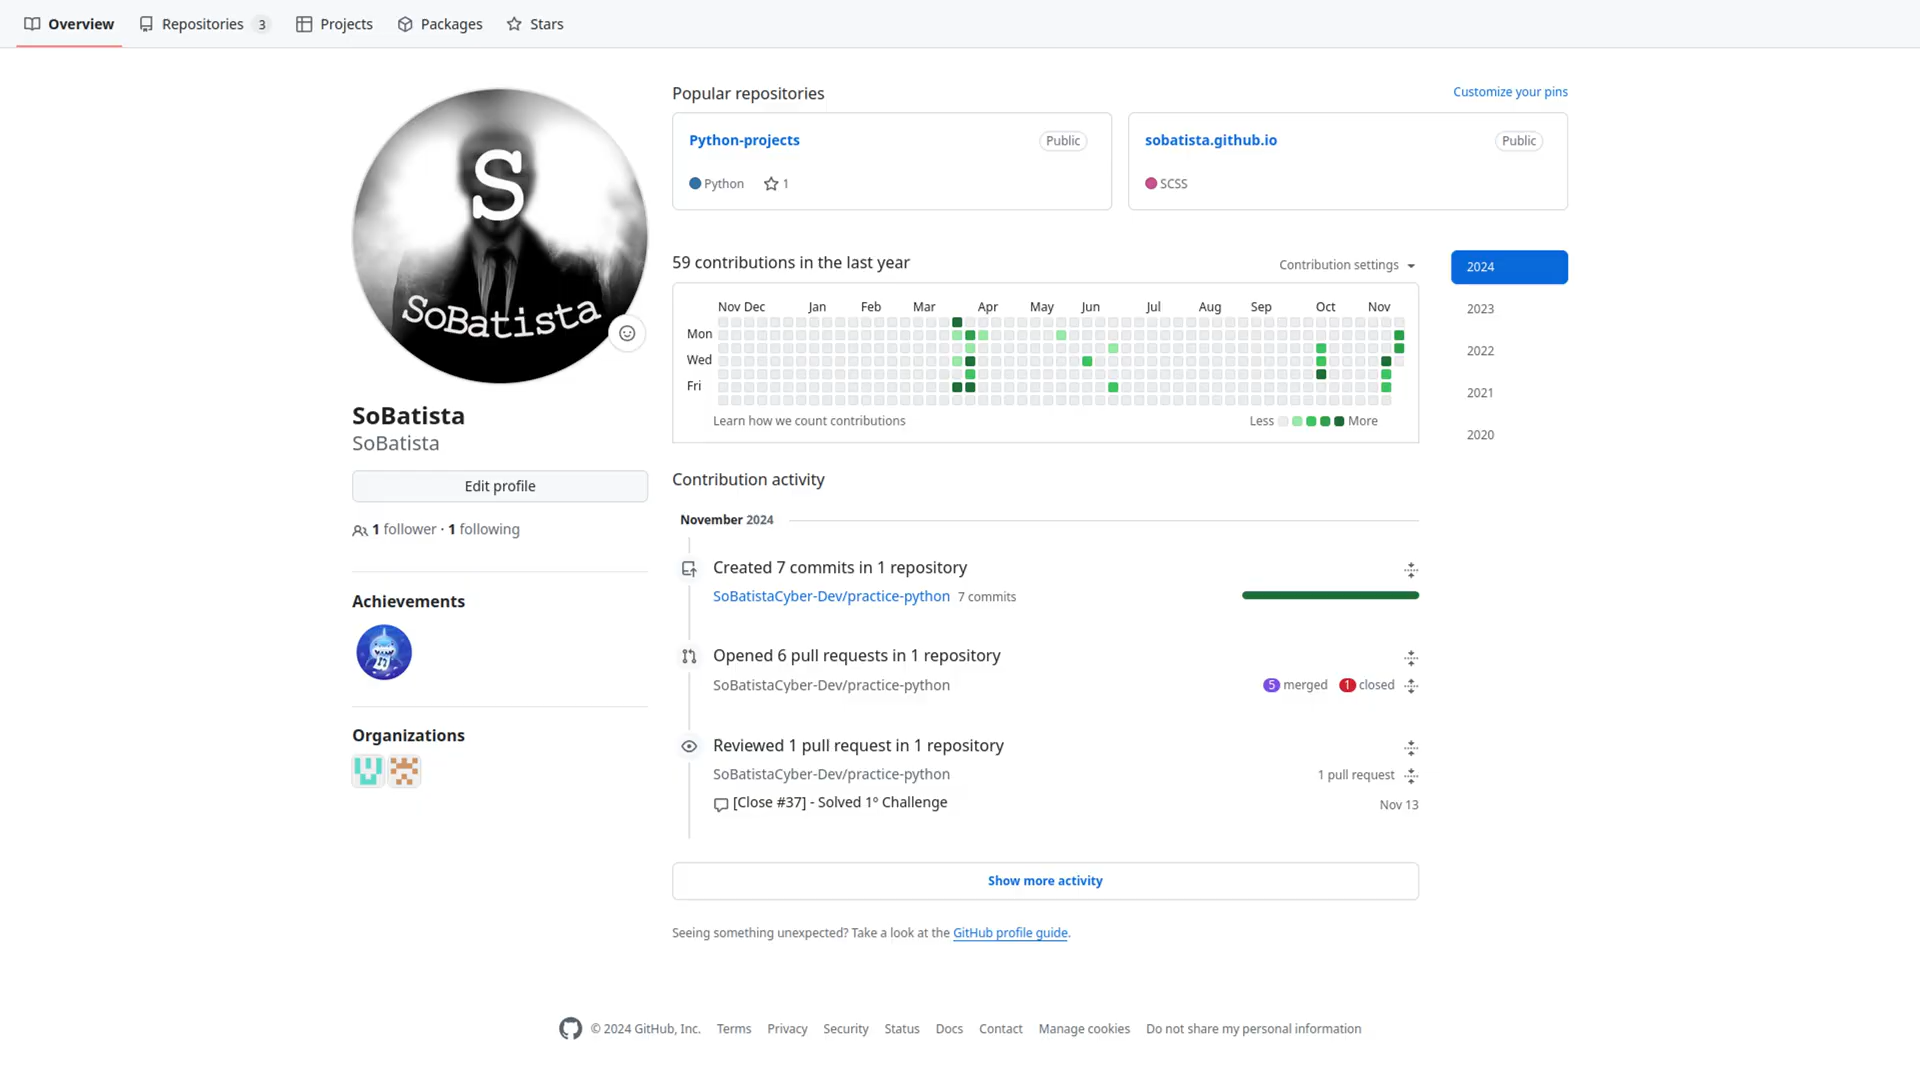 Overview Repositories 3 Projects Packages Stars
S
SoBatista
SoBatista
SoBatista
Edit profile
1 follower · 1 following
Achievements
Organizations
Popular repositories
Customize your pins
Python-projects Public
Python 1
sobatista.github.io Public
SCSS
59 contributions in the last year
Contribution settings
2024
2023
2022
2021
2020
Nov Dec Jan Feb Mar Apr May Jun Jul Aug Sep Oct Nov
Mon
Wed
Fri
Learn how we count contributions
Less More
Contribution activity
November 2024
Created 7 commits in 1 repository
SoBatistaCyber-Dev/practice-python 7 commits
Opened 6 pull requests in 1 repository
SoBatistaCyber-Dev/practice-python 5 merged 1 closed
Reviewed 1 pull request in 1 repository
SoBatistaCyber-Dev/practice-python 1 pull request
[Close #37] - Solved 1º Challenge Nov 13
Show more activity
Seeing something unexpected? Take a look at the GitHub profile guide.
© 2024 GitHub, Inc. Terms Privacy Security Status Docs Contact Manage cookies Do not share my personal information